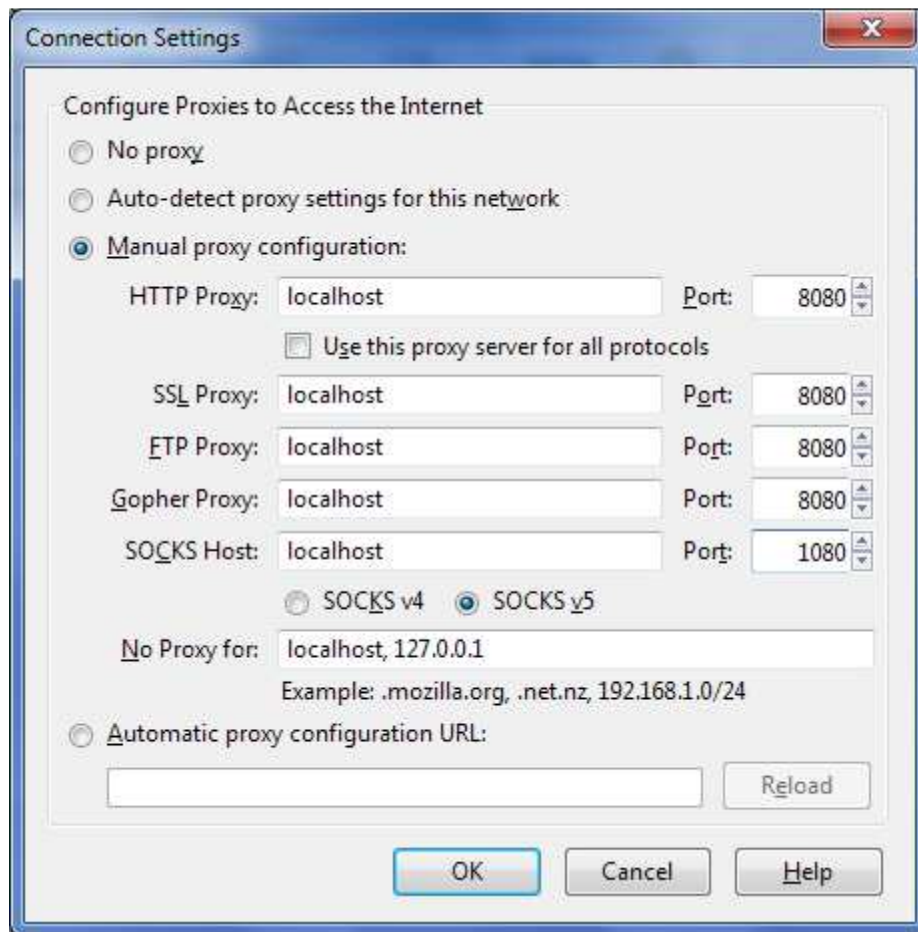 Connection Settings
Configure Proxies to Access the Internet
No proxy
Auto-detect proxy settings for this network
Manual proxy configuration:
HTTP Proxy: localhost Port: 8080
Use this proxy server for all protocols
SSL Proxy: localhost Port: 8080
FTP Proxy: localhost Port: 8080
Gopher Proxy: localhost Port: 8080
SOCKS Host: localhost Port: 1080
SOCKS v4 SOCKS v5
No Proxy for: localhost, 127.0.0.1
Example: .mozilla.org, .net.nz, 192.168.1.0/24
Automatic proxy configuration URL:
Reload
OK Cancel Help